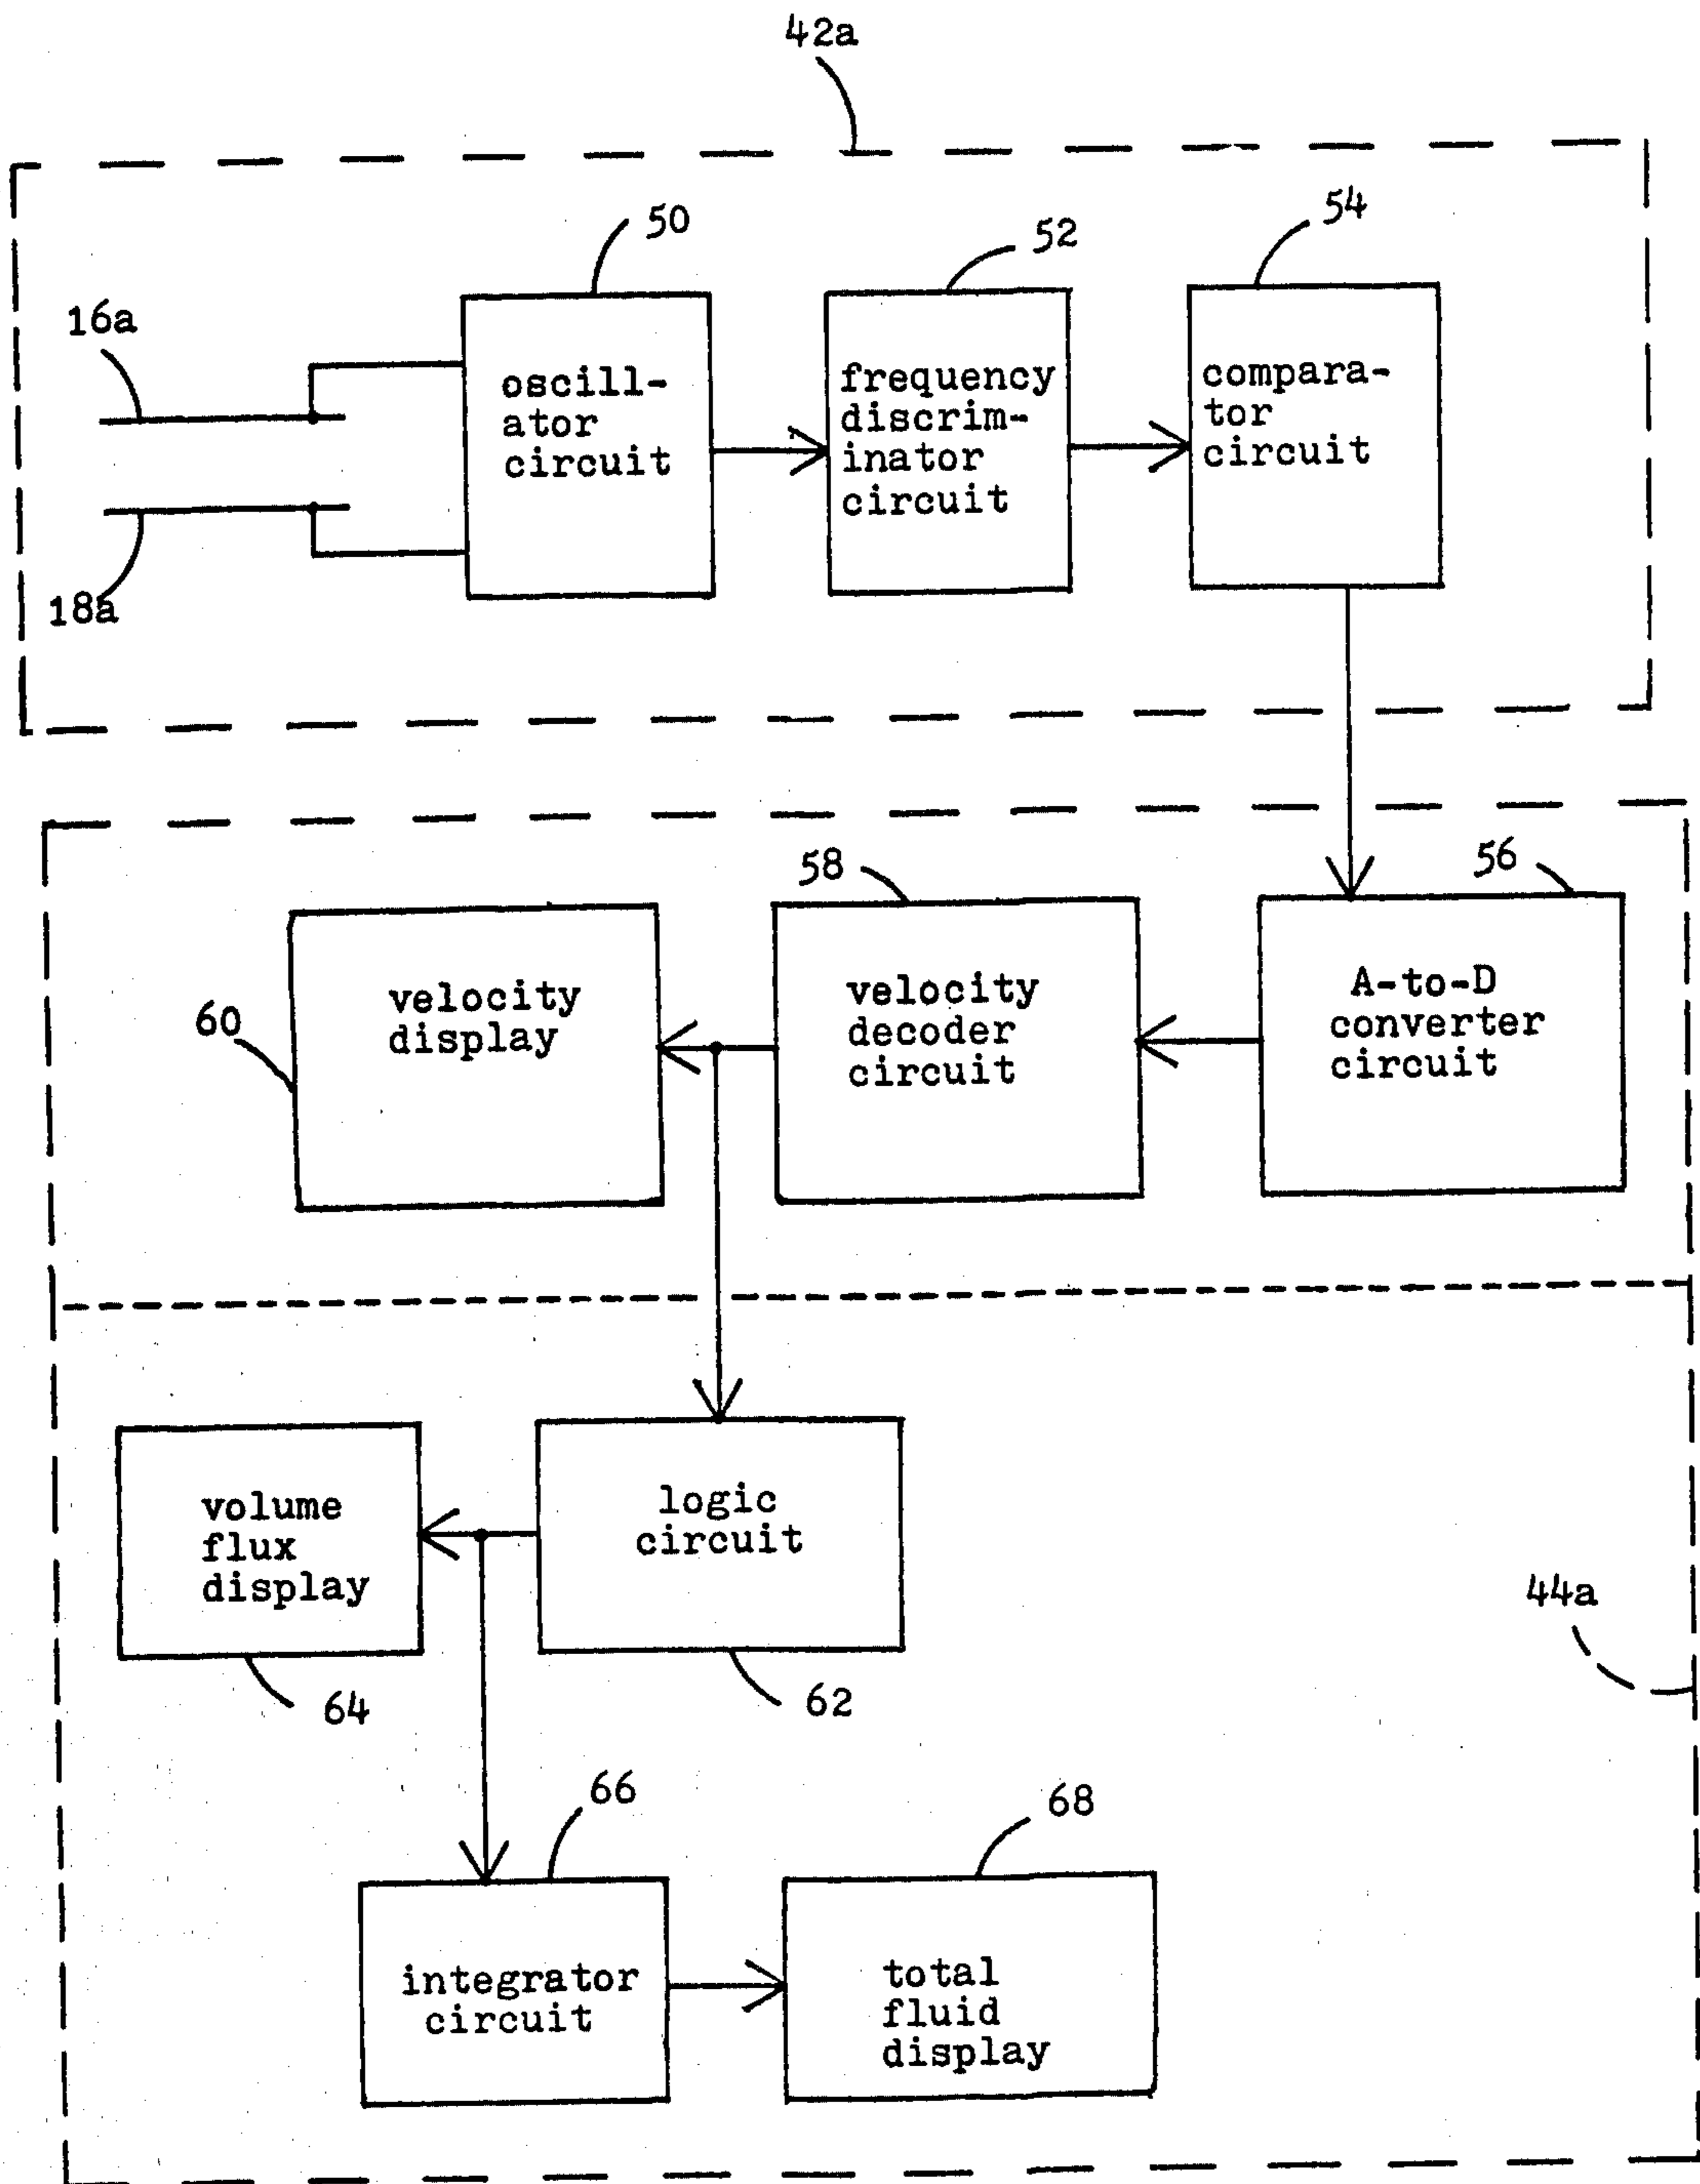 42a
50
52
54
16a
oscill-
ator
circuit
frequency
discrim-
inator
circuit
compara-
tor
circuit
18a
58
56
60
velocity
display
velocity
decoder
circuit
A-to-D
converter
circuit
volume
flux
display
logic
circuit
44a
64
62
66
68
integrator
circuit
total
fluid
display